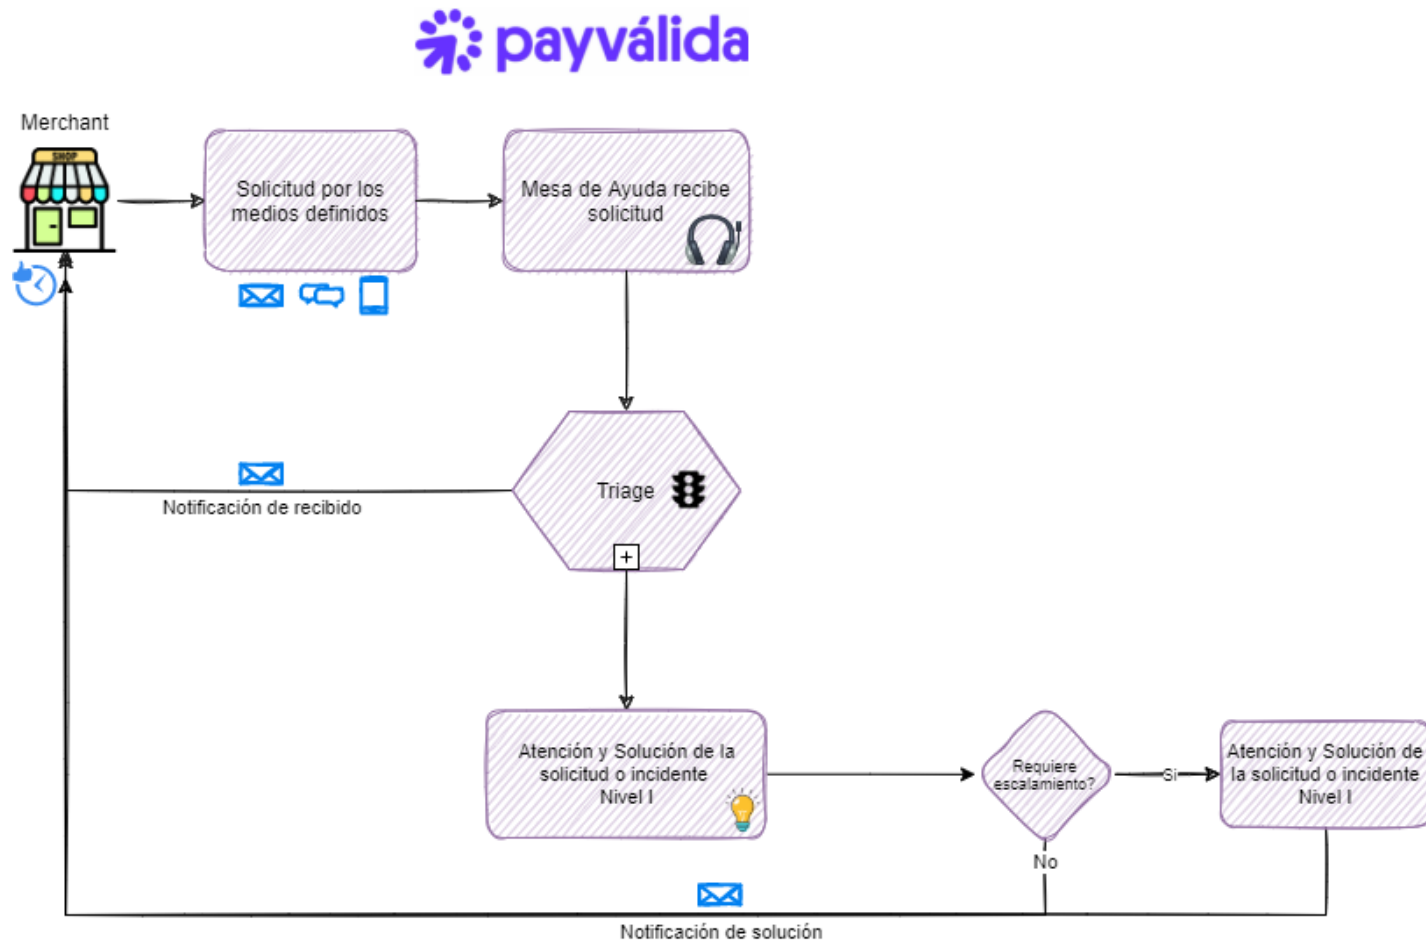 payválida
Merchant
SHOP
Solicitud por los
medios definidos
Mesa de Ayuda recibe
solicitud
Triage
Notificación de recibido
Atención y Solución de la
solicitud o incidente
Nivel I
Requiere
escalamiento?
Si
Atención y Solución de
la solicitud o incidente
Nivel I
No
Notificación de solución